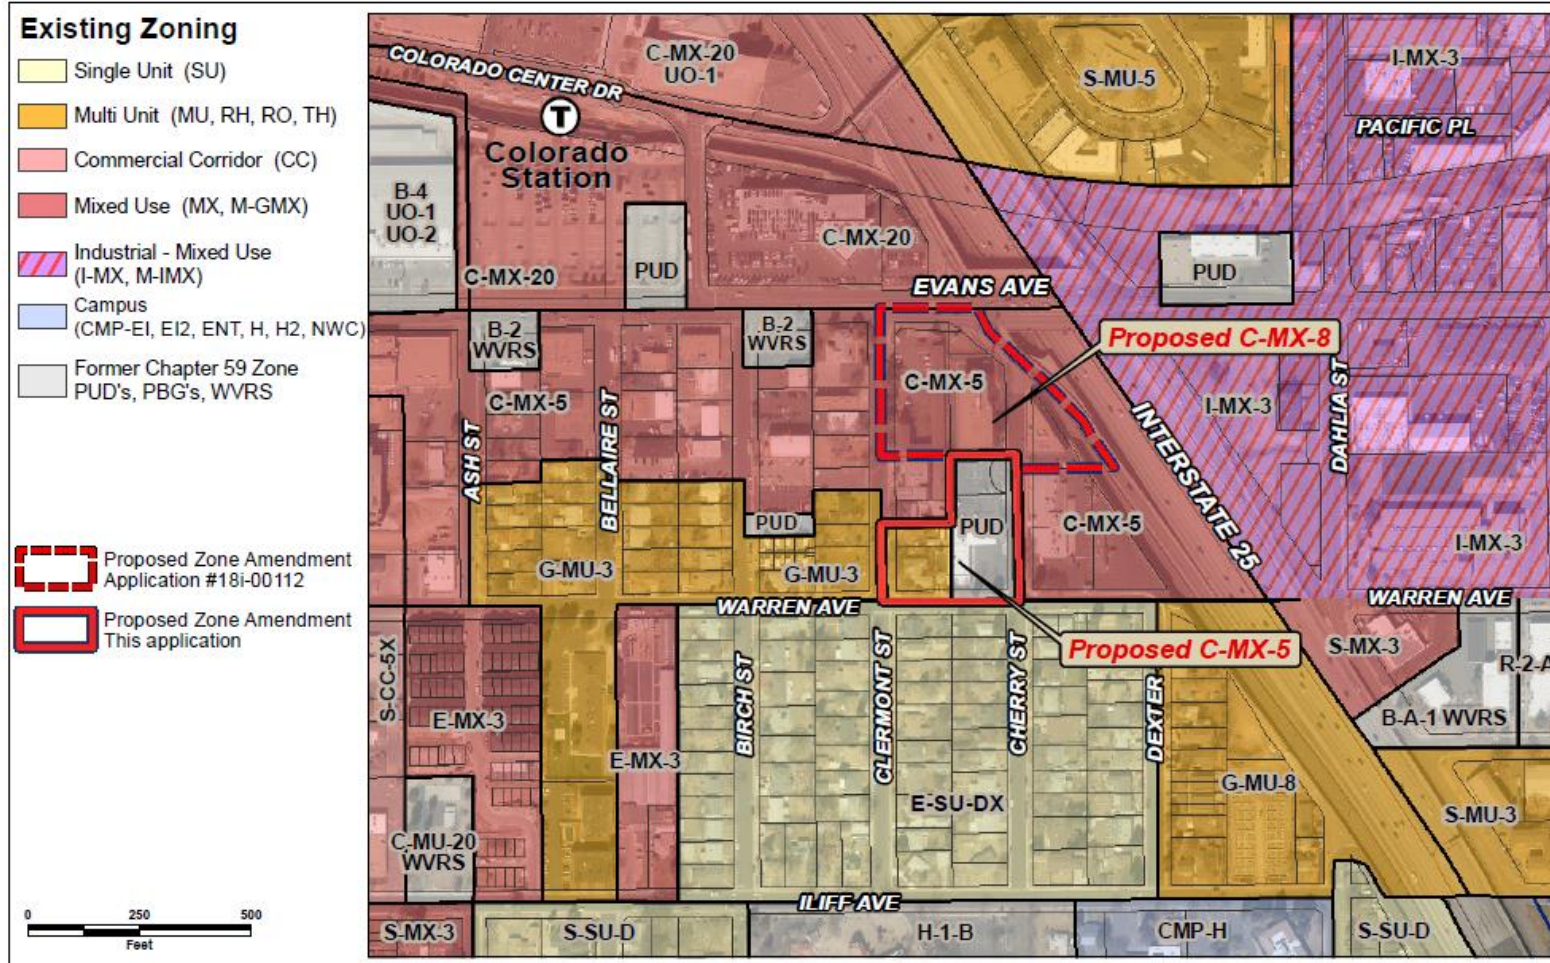 Existing Zoning
Single Unit (SU)
Multi Unit (MU, RH, RO, TH)
Commercial Corridor (CC)
Mixed Use (MX, M-GMX)
Industrial - Mixed Use
(I-MX, M-IMX)
Campus
(CMP-EI, EI2, ENT, H, H2, NWC)
Former Chapter 59 Zone
PUD's, PBG's, WVRS
Proposed Zone Amendment
Application #18i-00112
Proposed Zone Amendment
This application
0 250 500
Feet
COLORADO CENTER DR
C-MX-20
UO-1
S-MU-5
I-MX-3
PACIFIC PL
T
Colorado
Station
B-4
UO-1
UO-2
C-MX-20
PUD
C-MX-20
PUD
EVANS AVE
B-2
WVRS
B-2
WVRS
Proposed C-MX-8
C-MX-5
C-MX-5
I-MX-3
DAHLIA ST
ASH ST
BELLAIRE ST
INTERSTATE 25
PUD
PUD
C-MX-5
I-MX-3
G-MU-3
G-MU-3
WARREN AVE
WARREN AVE
Proposed C-MX-5
S-MX-3
R-2-A
S-CC-5X
E-MX-3
BIRCH ST
CLERMONT ST
CHERRY ST
DEXTER
B-A-1 WVRS
E-MX-3
E-SU-DX
G-MU-8
S-MU-3
C-MU-20
WVRS
ILIFF AVE
S-MX-3
S-SU-D
H-1-B
CMP-H
S-SU-D